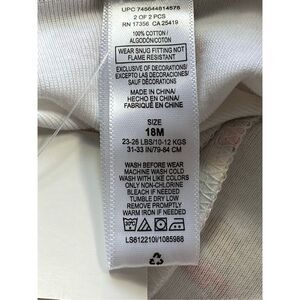 UPC 745644814578
2 OF 2 PCS
RN 17356 CA 25419
100% COTTON/
ALGODÓN/COTON
WEAR SNUG FITTING NOT
FLAME RESISTANT
EXCLUSIVE OF DECORATIONS/
EXCEPTO LAS DECORACIONES/
SAUF DÉCORATIONS
MADE IN CHINA/
HECHO EN CHINA/
FABRIQUÉ EN CHINE
SIZE
18M
23-26 LBS/10-12 KGS
31-33 IN/79-84 CM
WASH BEFORE WEAR
MACHINE WASH COLD
WASH WITH LIKE COLORS
ONLY NON-CHLORINE
BLEACH IF NEEDED
TUMBLE DRY LOW
REMOVE PROMPTLY
WARM IRON IF NEEDED
LS612210I/1085988